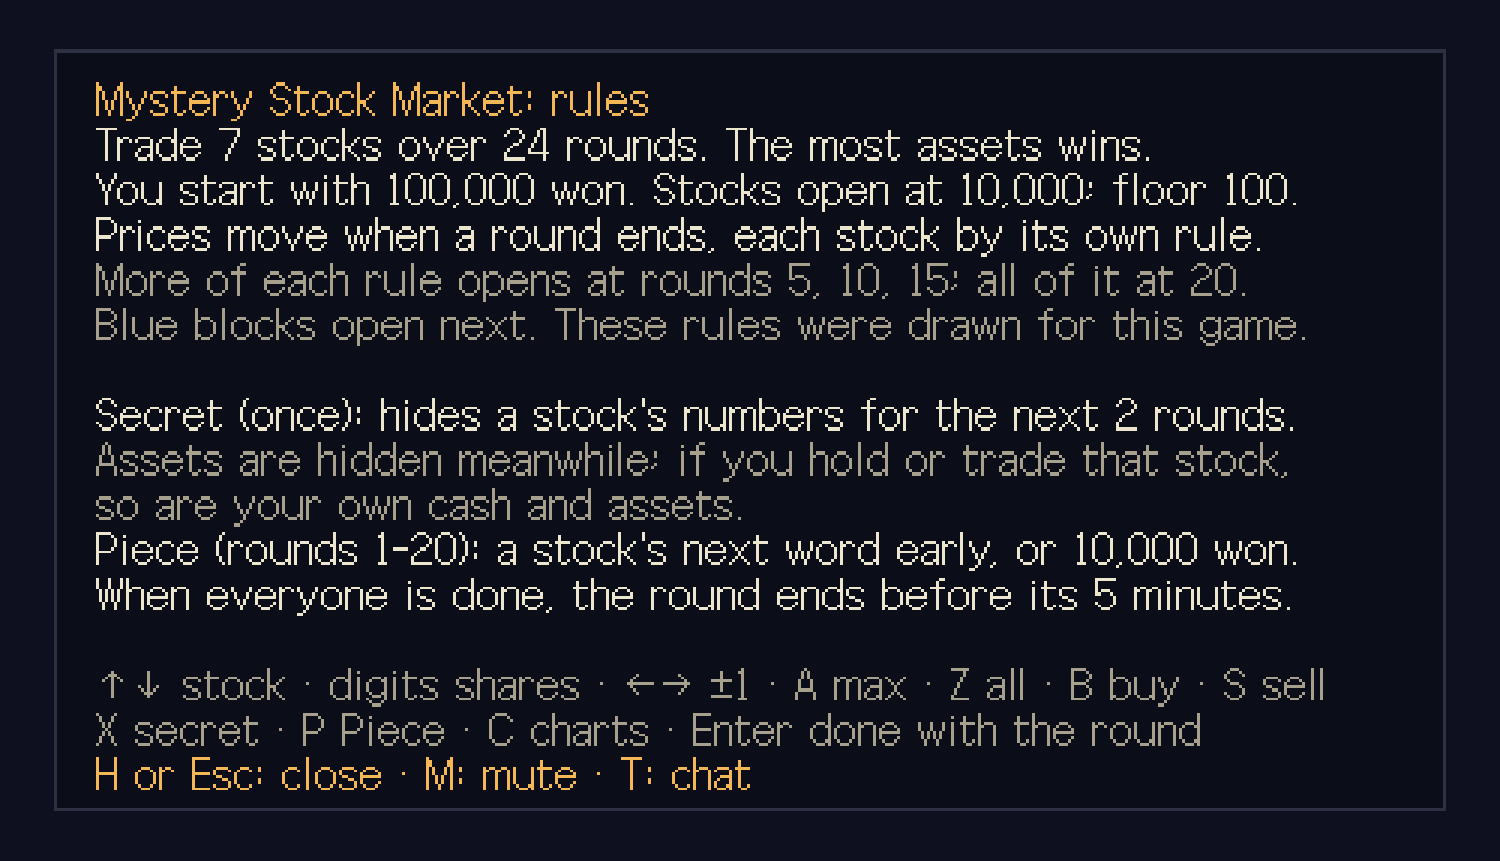 Mystery Stock Market: rules
Trade 7 stocks over 24 rounds. The most assets wins.
You start with 100,000 won. Stocks open at 10,000; floor 100.
Prices move when a round ends, each stock by its own rule.
More of each rule opens at rounds 5, 10, 15; all of it at 20.
Blue blocks open next. These rules were drawn for this game.
Secret (once): hides a stock's numbers for the next 2 rounds.
Assets are hidden meanwhile; if you hold or trade that stock,
so are your own cash and assets.
Piece (rounds 1-20): a stock's next word early, or 10,000 won.
When everyone is done, the round ends before its 5 minutes.
↑↓ stock · digits shares · ←→ ±1 · A max · Z all · B buy · S sell
X secret · P Piece · C charts · Enter done with the round
H or Esc: close · M: mute · T: chat